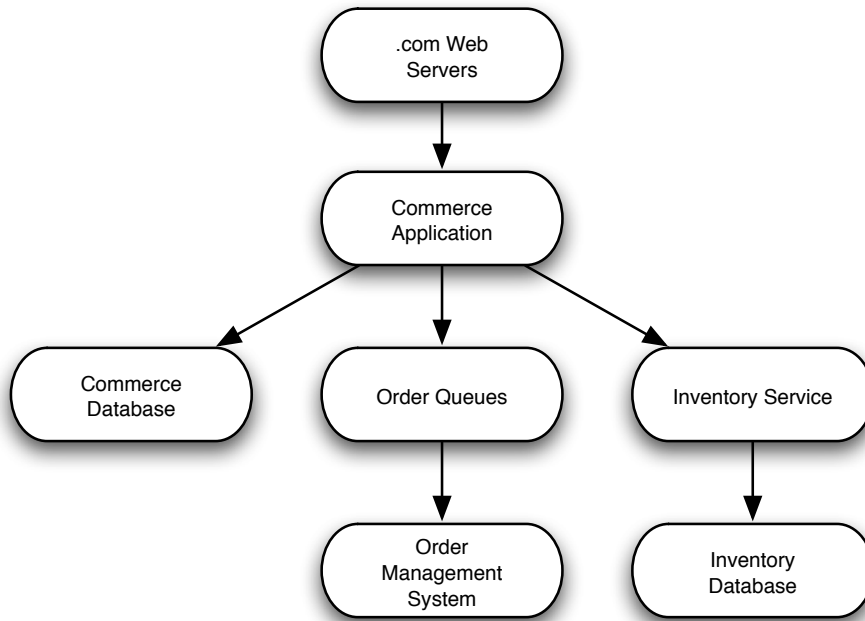 .com Web
Servers
Commerce
Application
Commerce
Database
Order Queues
Inventory Service
Order
Management
System
Inventory
Database